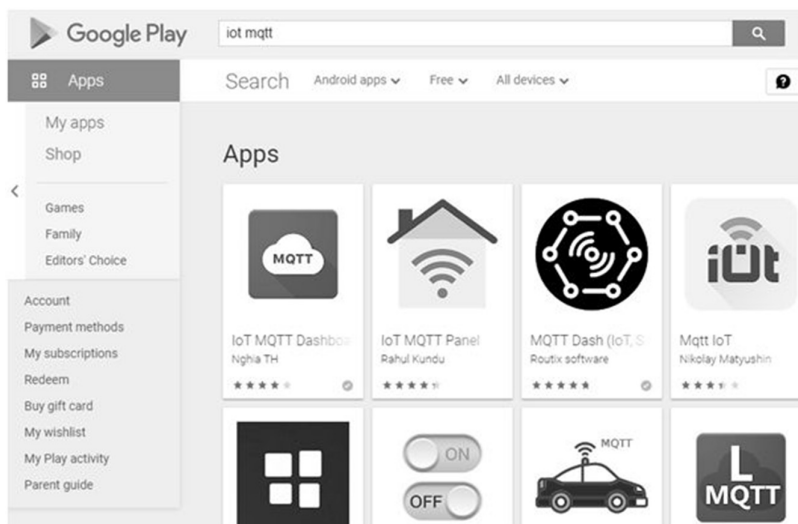 Google Play
iot mqtt
Apps
Search
Android apps
Free
All devices
My apps
Shop
Games
Family
Editors' Choice
Account
Payment methods
My subscriptions
Redeem
Buy gift card
My wishlist
My Play activity
Parent guide
Apps
MQTT
IoT MQTT Dashboa
Nghia TH
IoT MQTT Panel
Rahul Kundu
MQTT Dash (IoT, S
Routix software
iot
Mqtt IoT
Nikolay Matyushin
ON
OFF
MQTT
L
MQTT